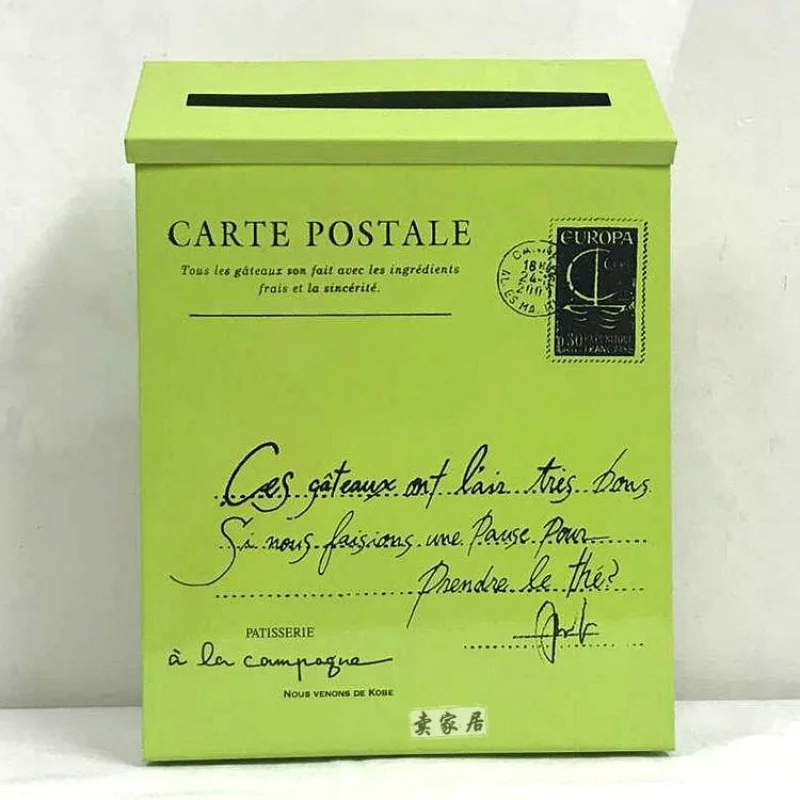 CARTE POSTALE
Tous les gâteaux son fait avec les ingrédients
frais et la sincérité.
EUROPA
0.30
Ces gâteaux ont l'air très bons
Si nous faisions une Pause Pour
Prendre le thé?
PATISSERIE
à la campagne
NOUS VENONS DE KOBE
卖家居